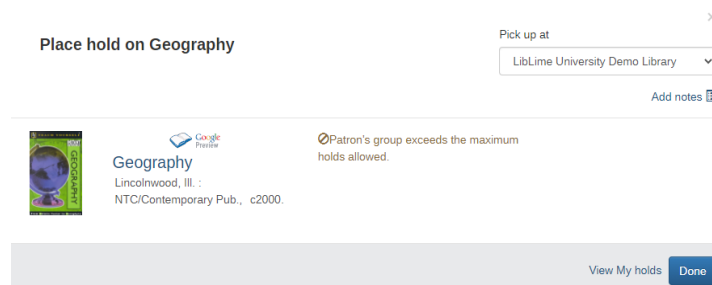 Place hold on Geography
Pick up at
LibLime University Demo Library
Add notes
GEOGRAPHY
Google
Preview
Geography
Lincolnwood, Ill. :
NTC/Contemporary Pub., c2000.
Patron's group exceeds the maximum
holds allowed.
View My holds
Done